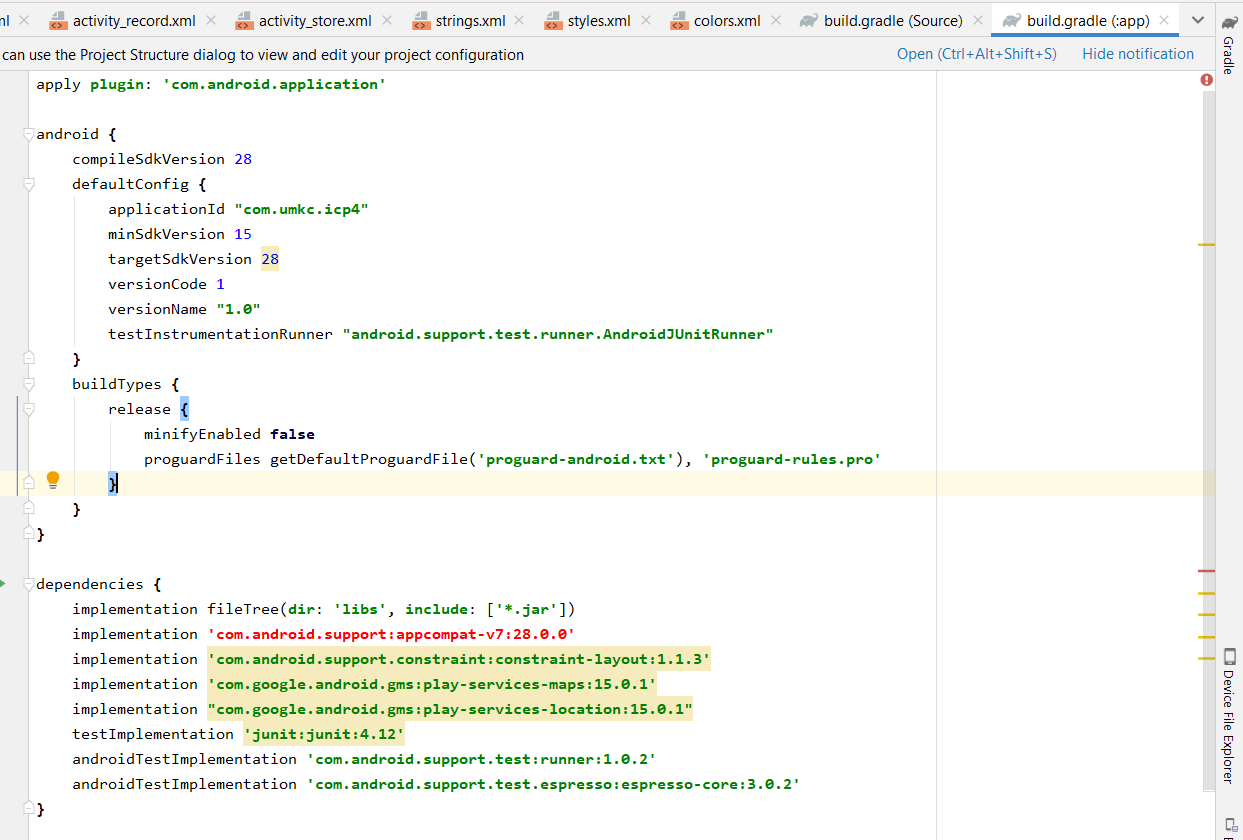 ml activity_record.xml activity_store.xml strings.xml styles.xml colors.xml build.gradle (Source) build.gradle (:app)
can use the Project Structure dialog to view and edit your project configuration Open (Ctrl+Alt+Shift+S) Hide notification
apply plugin: 'com.android.application'
android {
compileSdkVersion 28
defaultConfig {
applicationId "com.umkc.icp4"
minSdkVersion 15
targetSdkVersion 28
versionCode 1
versionName "1.0"
testInstrumentationRunner "android.support.test.runner.AndroidJUnitRunner"
}
buildTypes {
release {
minifyEnabled false
proguardFiles getDefaultProguardFile('proguard-android.txt'), 'proguard-rules.pro'
}
}
}
dependencies {
implementation fileTree(dir: 'libs', include: ['*.jar'])
implementation 'com.android.support:appcompat-v7:28.0.0'
implementation 'com.android.support.constraint:constraint-layout:1.1.3'
implementation 'com.google.android.gms:play-services-maps:15.0.1'
implementation "com.google.android.gms:play-services-location:15.0.1"
testImplementation 'junit:junit:4.12'
androidTestImplementation 'com.android.support.test:runner:1.0.2'
androidTestImplementation 'com.android.support.test.espresso:espresso-core:3.0.2'
}
Gradle
Device File Explorer